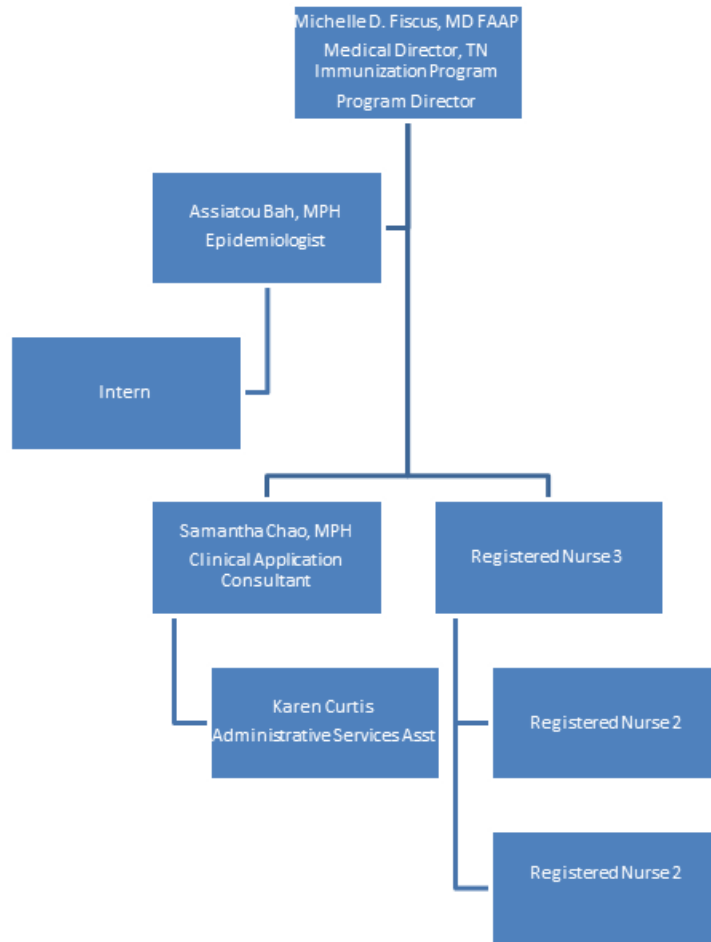 Michelle D. Fiscus, MD FAAP
Medical Director, TN
Immunization Program
Program Director
Assiatou Bah, MPH
Epidemiologist
Intern
Samantha Chao, MPH
Clinical Application
Consultant
Registered Nurse 3
Karen Curtis
Administrative Services Asst
Registered Nurse 2
Registered Nurse 2